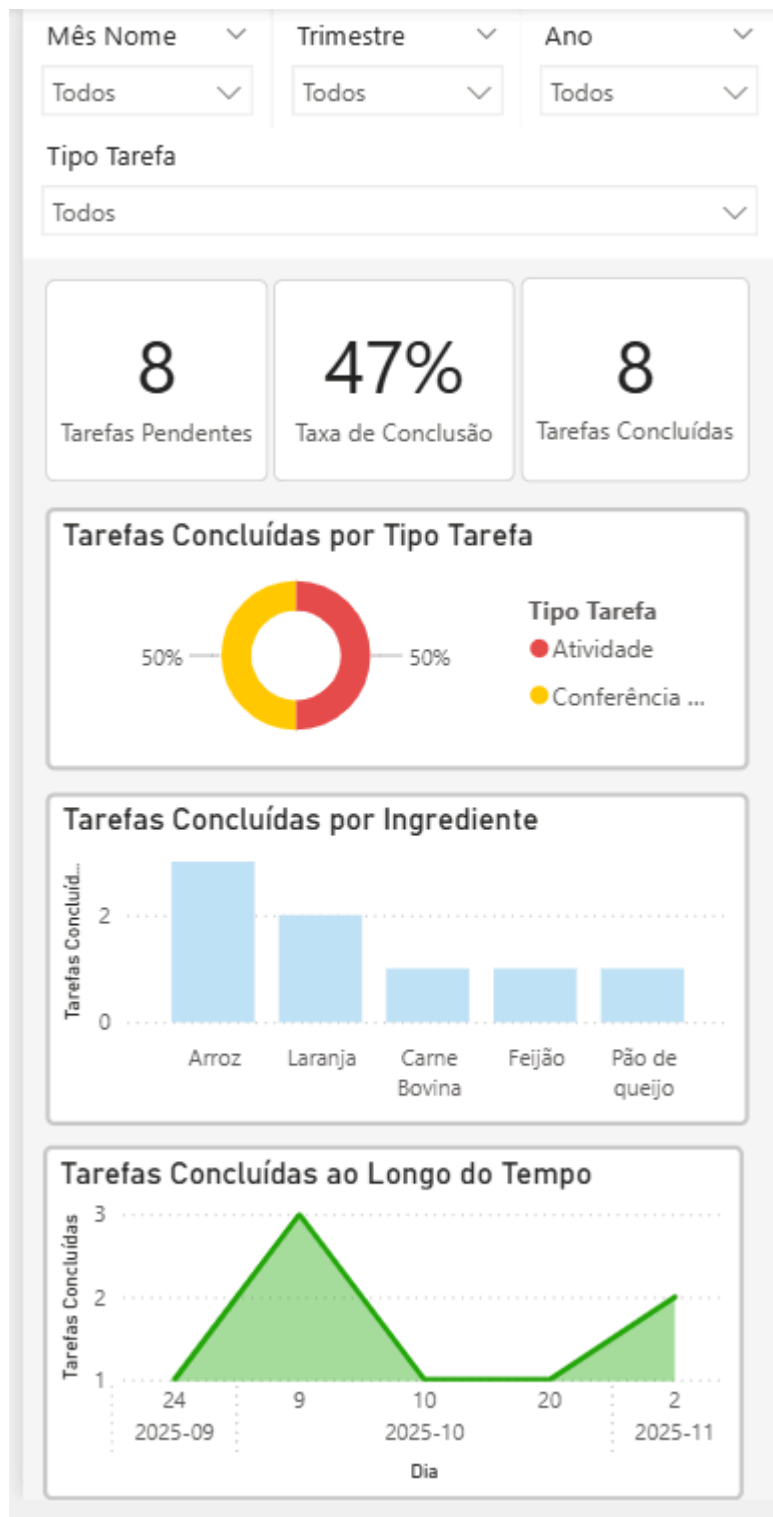 Mês Nome Trimestre Ano
Todos Todos Todos
Tipo Tarefa
Todos
8 47% 8
Tarefas Pendentes Taxa de Conclusão Tarefas Concluídas
Tarefas Concluídas por Tipo Tarefa
50% 50%
Tipo Tarefa
Atividade
Conferência ...
Tarefas Concluídas por Ingrediente
Tarefas Concluíd...
2
0
Arroz Laranja Carne Bovina Feijão Pão de queijo
Tarefas Concluídas ao Longo do Tempo
Tarefas Concluídas
3
2
1
24 9 10 20 2
2025-09 2025-10 2025-11
Dia